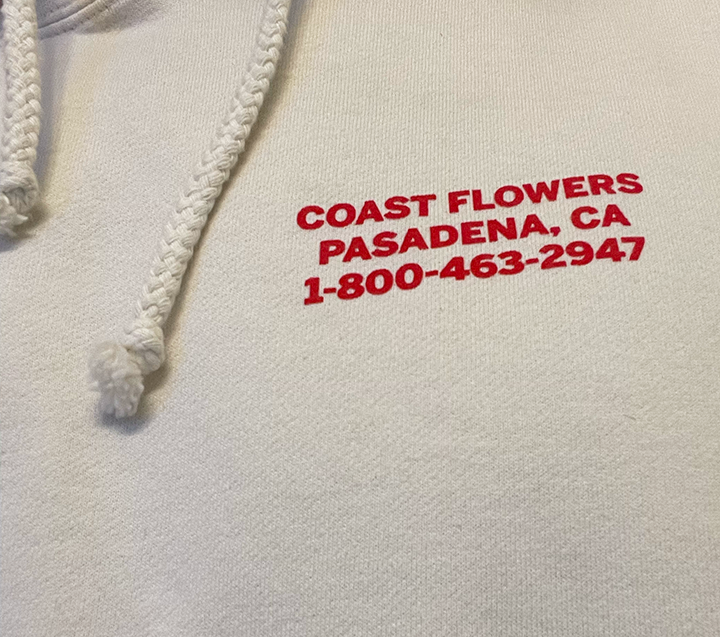 COAST FLOWERS
PASADENA, CA
1-800-463-2947